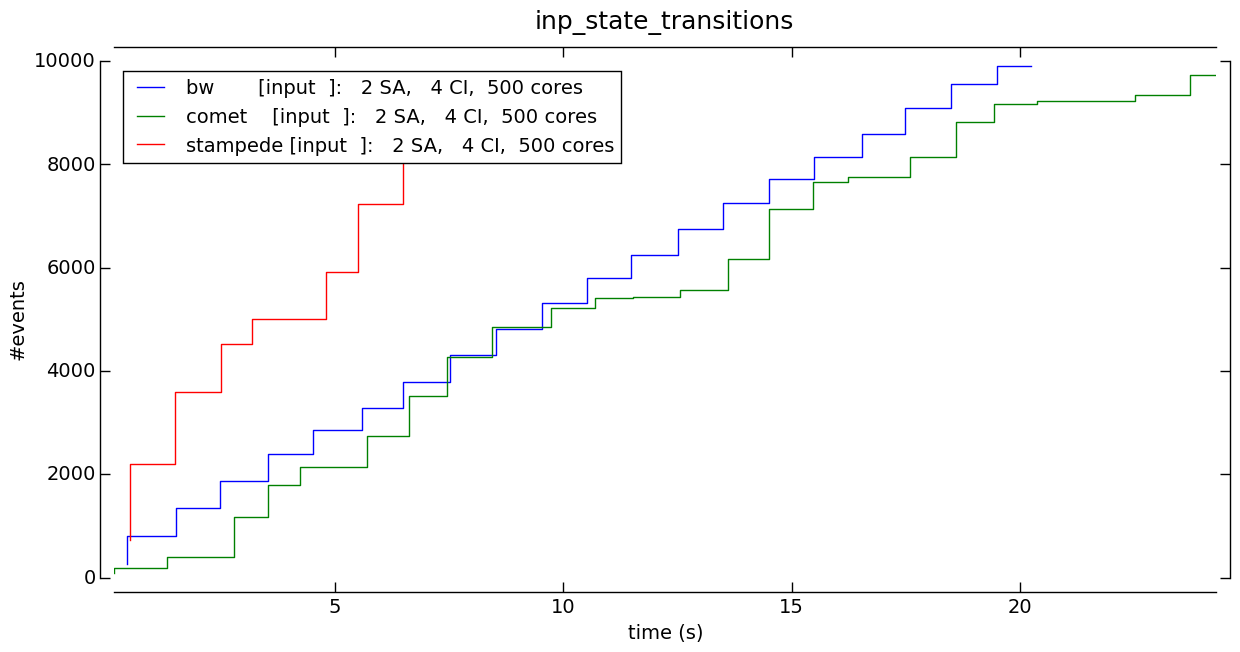 inp_state_transitions
10000
8000
6000
4000
2000
0
#events
bw [input ]: 2 SA, 4 CI, 500 cores
comet [input ]: 2 SA, 4 CI, 500 cores
stampede [input ]: 2 SA, 4 CI, 500 cores
5 10 15 20
time (s)